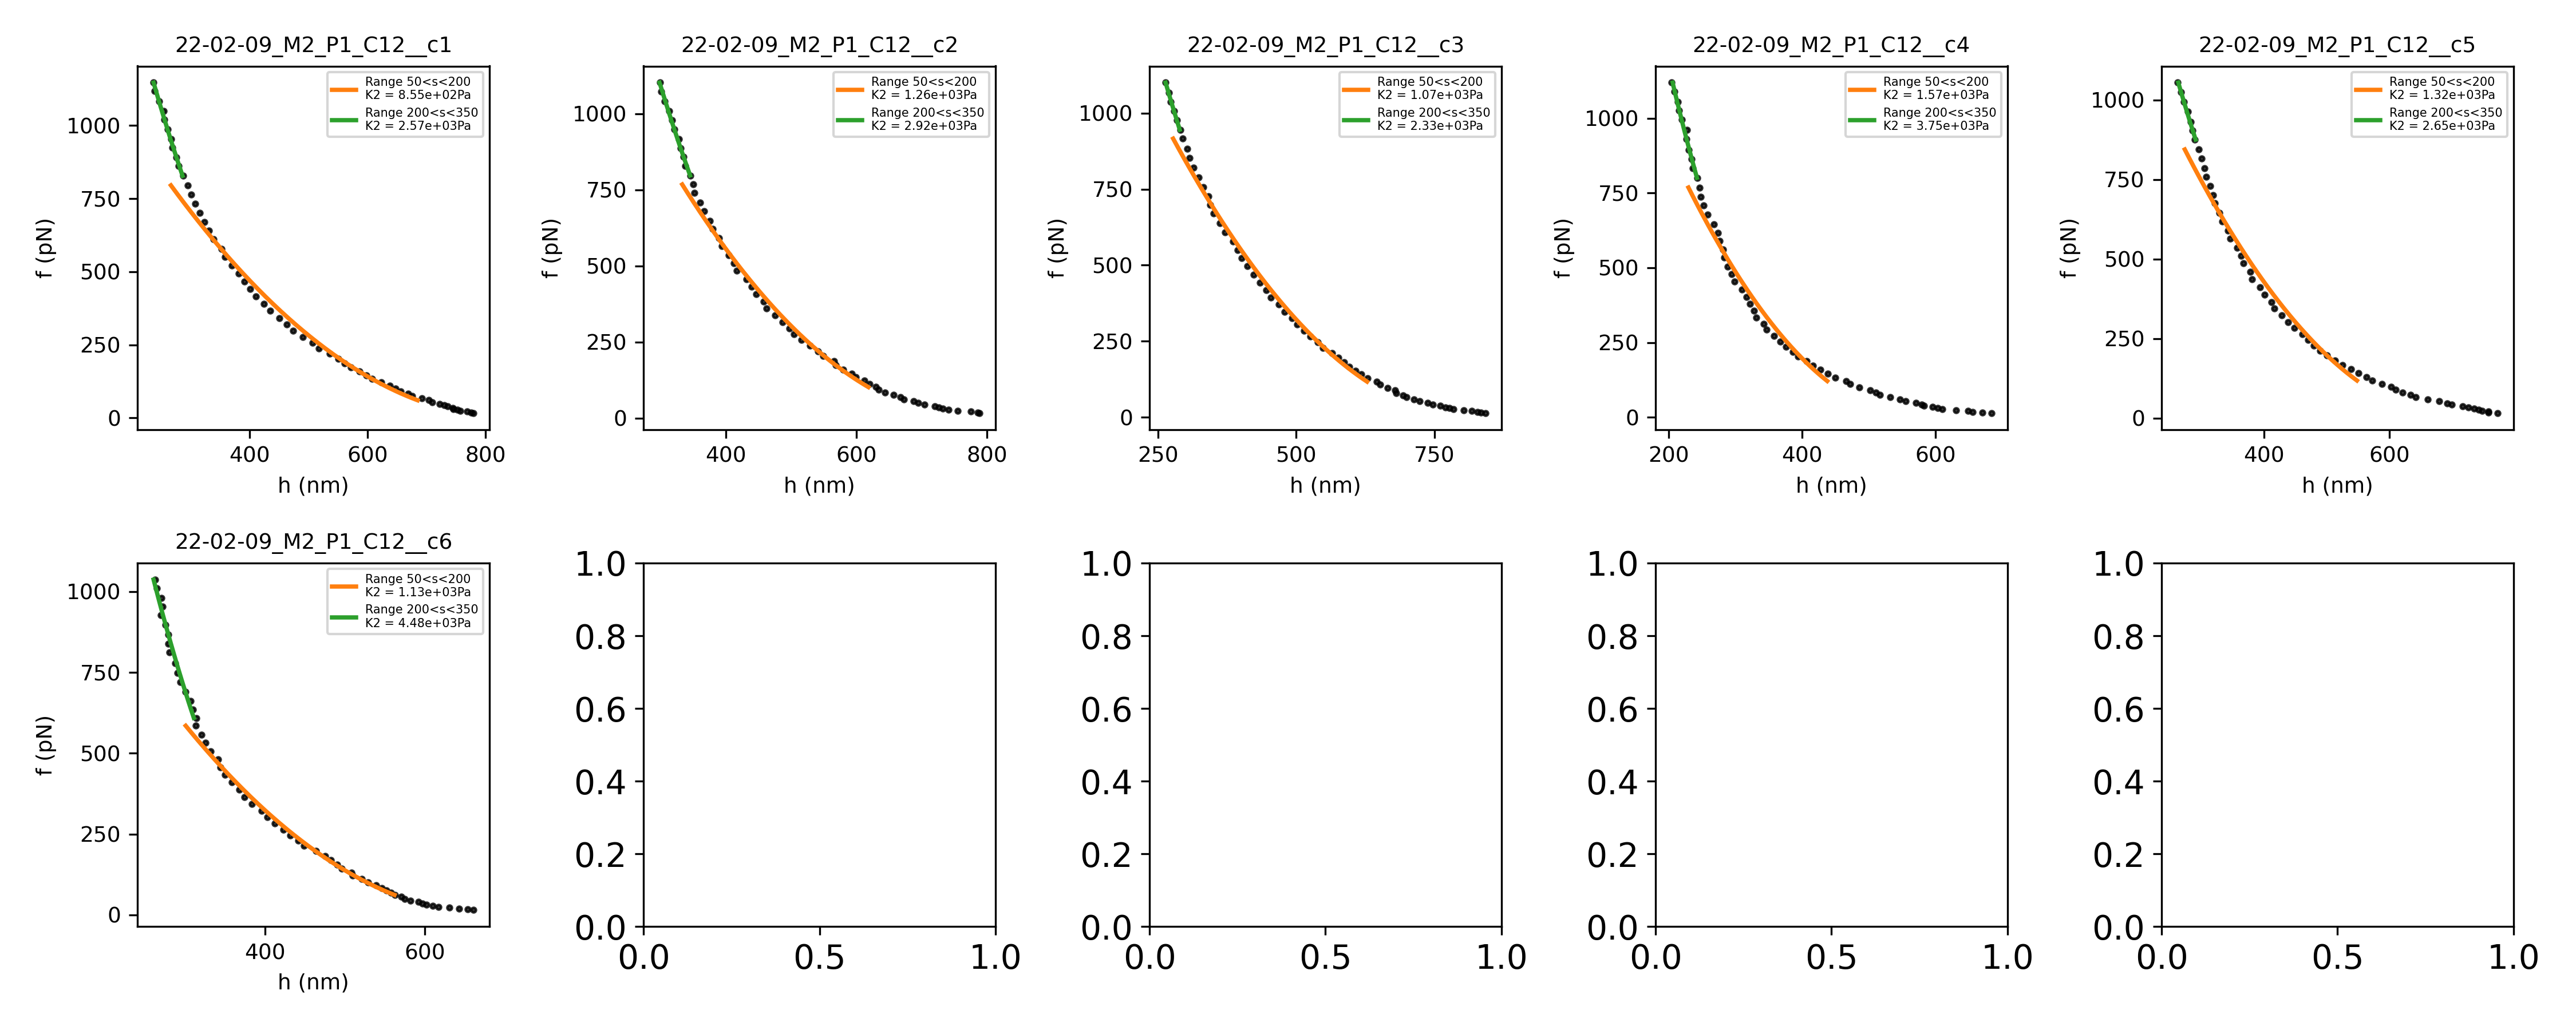 22-02-09_M2_P1_C12__c1
Range 50<s<200
K2 = 8.55e+02Pa
Range 200<s<350
K2 = 2.57e+03Pa
1000
750
500
250
0
f (pN)
400
600
800
h (nm)
22-02-09_M2_P1_C12__c2
Range 50<s<200
K2 = 1.26e+03Pa
Range 200<s<350
K2 = 2.92e+03Pa
1000
750
500
250
0
f (pN)
400
600
800
h (nm)
22-02-09_M2_P1_C12__c3
Range 50<s<200
K2 = 1.07e+03Pa
Range 200<s<350
K2 = 2.33e+03Pa
1000
750
500
250
0
f (pN)
250
500
750
h (nm)
22-02-09_M2_P1_C12__c4
Range 50<s<200
K2 = 1.57e+03Pa
Range 200<s<350
K2 = 3.75e+03Pa
1000
750
500
250
0
f (pN)
200
400
600
h (nm)
22-02-09_M2_P1_C12__c5
Range 50<s<200
K2 = 1.32e+03Pa
Range 200<s<350
K2 = 2.65e+03Pa
1000
750
500
250
0
f (pN)
400
600
h (nm)
22-02-09_M2_P1_C12__c6
Range 50<s<200
K2 = 1.13e+03Pa
Range 200<s<350
K2 = 4.48e+03Pa
1000
750
500
250
0
f (pN)
400
600
h (nm)
1.0
0.8
0.6
0.4
0.2
0.0
0.0
0.5
1.0
1.0
0.8
0.6
0.4
0.2
0.0
0.0
0.5
1.0
1.0
0.8
0.6
0.4
0.2
0.0
0.0
0.5
1.0
1.0
0.8
0.6
0.4
0.2
0.0
0.0
0.5
1.0